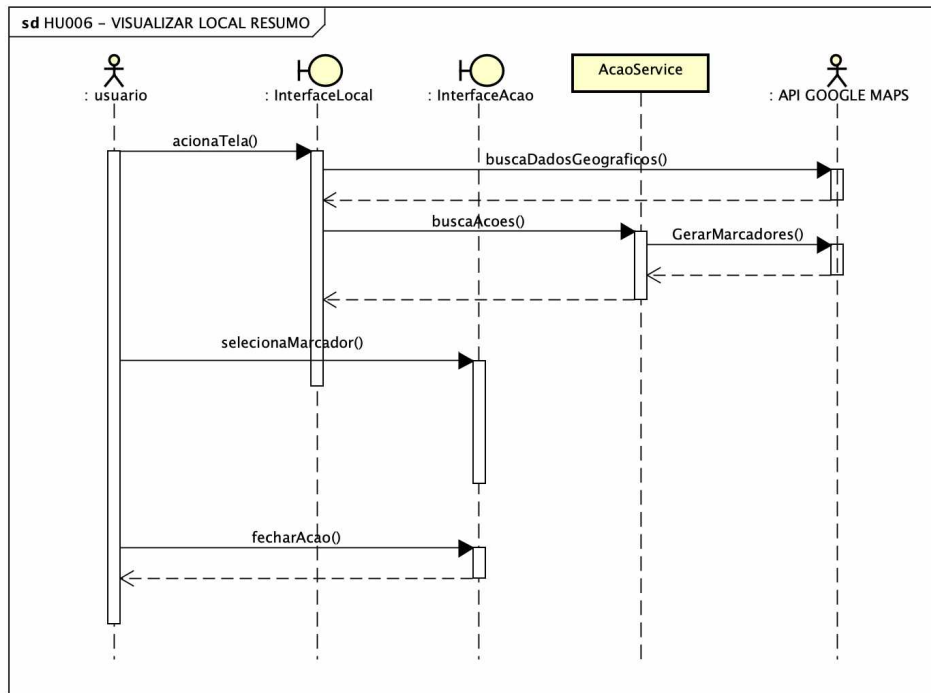 sd HU006 – VISUALIZAR LOCAL RESUMO
: usuario
: InterfaceLocal
: InterfaceAcao
AcaoService
: API GOOGLE MAPS
acionaTela()
buscaDadosGeograficos()
buscaAcoes()
GerarMarcadores()
selecionaMarcador()
fecharAcao()